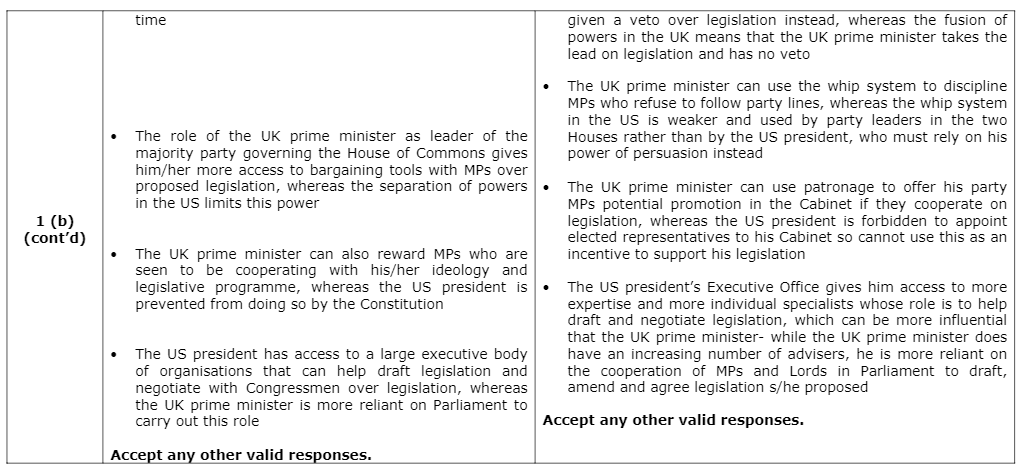 1 (b)
(cont’d)
time
• The role of the UK prime minister as leader of the
majority party governing the House of Commons gives
him/her more access to bargaining tools with MPs over
proposed legislation, whereas the separation of powers
in the US limits this power
• The UK prime minister can also reward MPs who are
seen to be cooperating with his/her ideology and
legislative programme, whereas the US president is
prevented from doing so by the Constitution
• The US president has access to a large executive body
of organisations that can help draft legislation and
negotiate with Congressmen over legislation, whereas
the UK prime minister is more reliant on Parliament to
carry out this role
Accept any other valid responses.
given a veto over legislation instead, whereas the fusion of
powers in the UK means that the UK prime minister takes the
lead on legislation and has no veto
• The UK prime minister can use the whip system to discipline
MPs who refuse to follow party lines, whereas the whip system
in the US is weaker and used by party leaders in the two
Houses rather than by the US president, who must rely on his
power of persuasion instead
• The UK prime minister can use patronage to offer his party
MPs potential promotion in the Cabinet if they cooperate on
legislation, whereas the US president is forbidden to appoint
elected representatives to his Cabinet so cannot use this as an
incentive to support his legislation
• The US president’s Executive Office gives him access to more
expertise and more individual specialists whose role is to help
draft and negotiate legislation, which can be more influential
that the UK prime minister- while the UK prime minister does
have an increasing number of advisers, he is more reliant on
the cooperation of MPs and Lords in Parliament to draft,
amend and agree legislation s/he proposed
Accept any other valid responses.